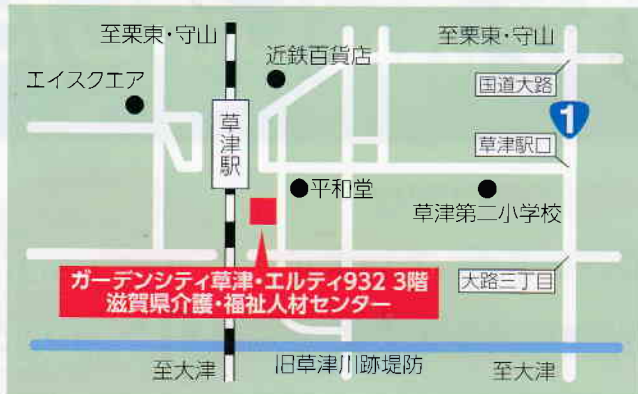 至栗東・守山
至栗東・守山
近鉄百貨店
エイスクエア
国道大路
1
草津駅
草津駅口
平和堂
草津第二小学校
ガーデンシティ草津・エルティ932 3階
滋賀県介護・福祉人材センター
大路三丁目
旧草津川跡堤防
至大津
至大津